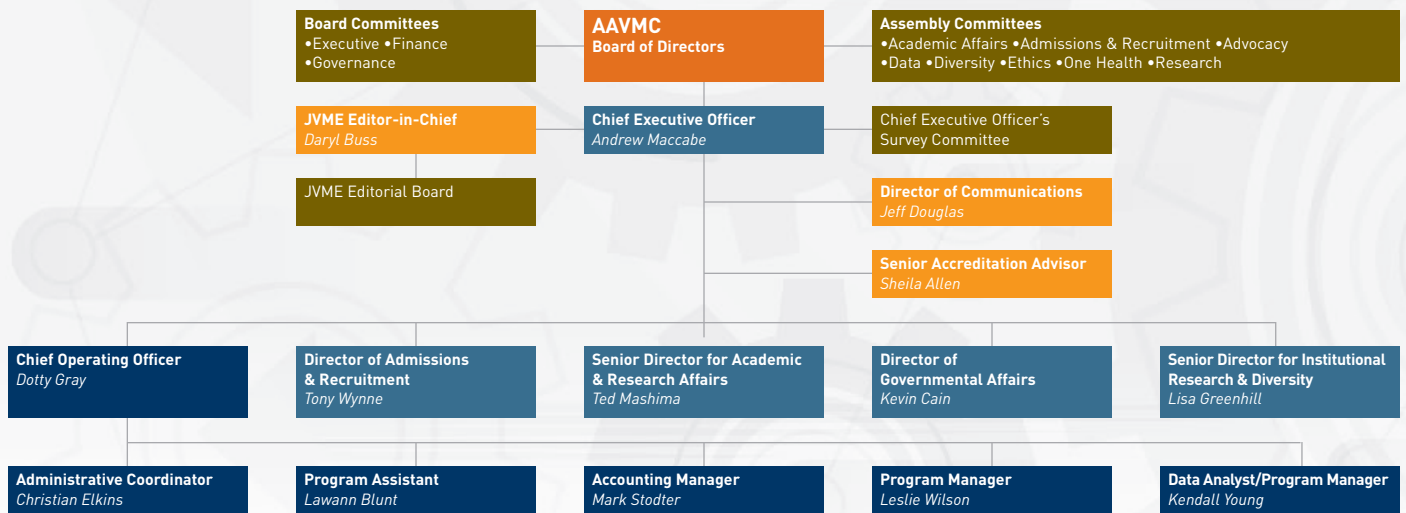 Board Committees
•Executive •Finance
•Governance
AAVMC
Board of Directors
Assembly Committees
•Academic Affairs •Admissions & Recruitment •Advocacy
•Data •Diversity •Ethics •One Health •Research
JVME Editor-in-Chief
Daryl Buss
Chief Executive Officer
Andrew Maccabe
Chief Executive Officer's
Survey Committee
JVME Editorial Board
Director of Communications
Jeff Douglas
Senior Accreditation Advisor
Sheila Allen
Chief Operating Officer
Dotty Gray
Director of Admissions
& Recruitment
Tony Wynne
Senior Director for Academic
& Research Affairs
Ted Mashima
Director of
Governmental Affairs
Kevin Cain
Senior Director for Institutional
Research & Diversity
Lisa Greenhill
Administrative Coordinator
Christian Elkins
Program Assistant
Lawann Blunt
Accounting Manager
Mark Stodter
Program Manager
Leslie Wilson
Data Analyst/Program Manager
Kendall Young